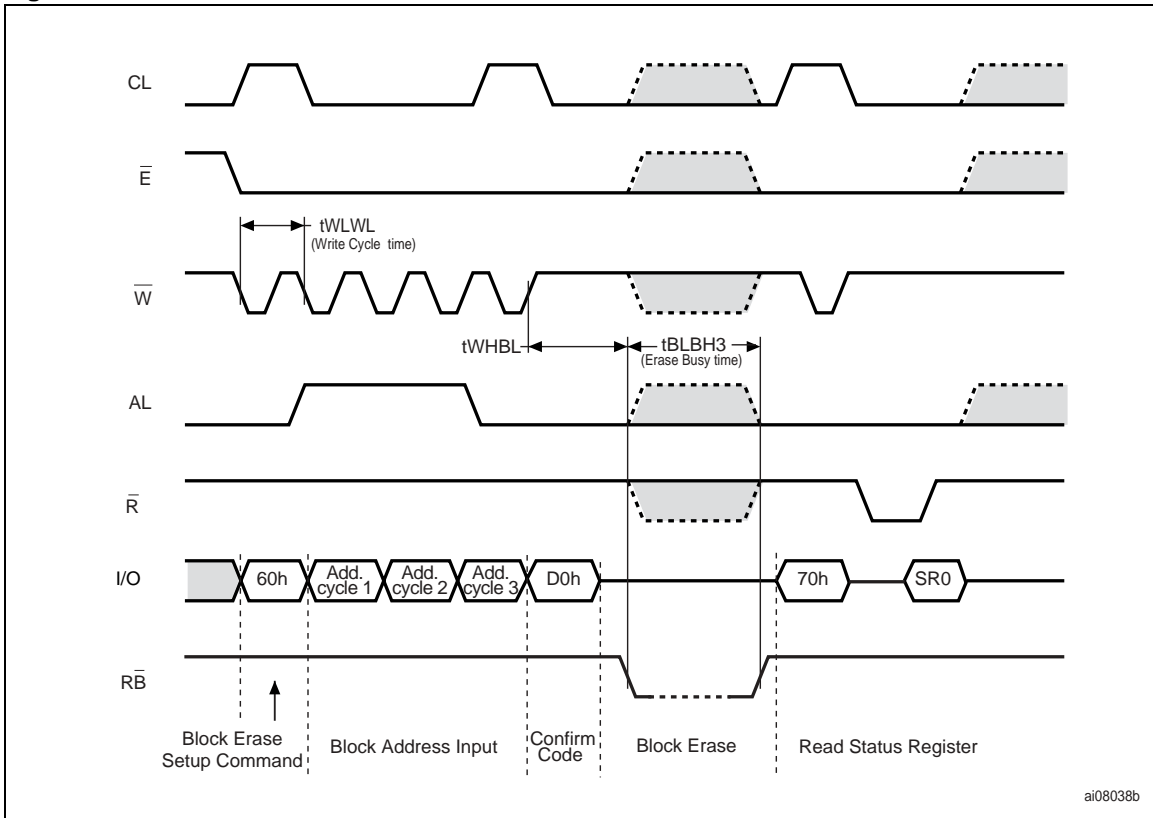 CL
E̅
tWLWL
(Write Cycle time)
W̅
tWHBL
tBLBH3
(Erase Busy time)
AL
R̅
I/O
60h
Add. cycle 1
Add. cycle 2
Add. cycle 3
D0h
70h
SR0
RB̅
Block Erase
Setup Command
Block Address Input
Confirm
Code
Block Erase
Read Status Register
ai08038b